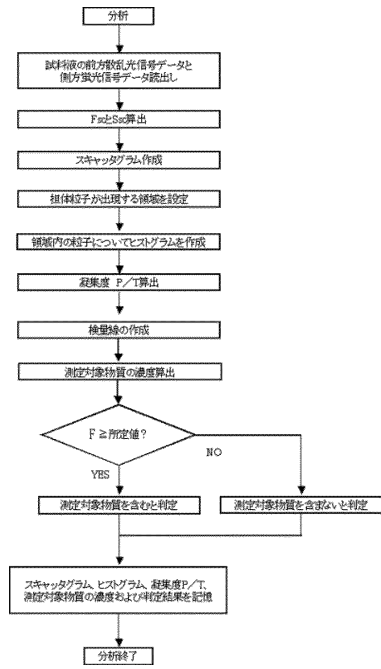 分析
試料液の前方散乱光信号データと
側方蛍光信号データ読出し
FscとSsc算出
スキャッタグラム作成
担体粒子が出現する領域を設定
領域内の粒子についてヒストグラムを作成
凝集度 P/T算出
検量線の作成
測定対象物質の濃度算出
F≧所定値?
NO
YES
測定対象物質を含むと判定
測定対象物質を含まないと判定
スキャッタグラム、ヒストグラム、凝集度P/T、
測定対象物質の濃度および判定結果を記憶
分析終了